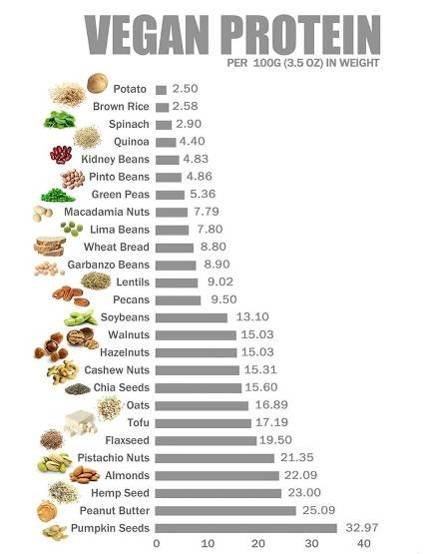 VEGAN PROTEIN
PER 100G (3.5 OZ) IN WEIGHT
Potato 2.50
Brown Rice 2.58
Spinach 2.90
Quinoa 4.40
Kidney Beans 4.83
Pinto Beans 4.86
Green Peas 5.36
Macadamia Nuts 7.79
Lima Beans 7.80
Wheat Bread 8.80
Garbanzo Beans 8.90
Lentils 9.02
Pecans 9.50
Soybeans 13.10
Walnuts 15.03
Hazelnuts 15.03
Cashew Nuts 15.31
Chia Seeds 15.60
Oats 16.89
Tofu 17.19
Flaxseed 19.50
Pistachio Nuts 21.35
Almonds 22.09
Hemp Seed 23.00
Peanut Butter 25.09
Pumpkin Seeds 32.97
0 10 20 30 40